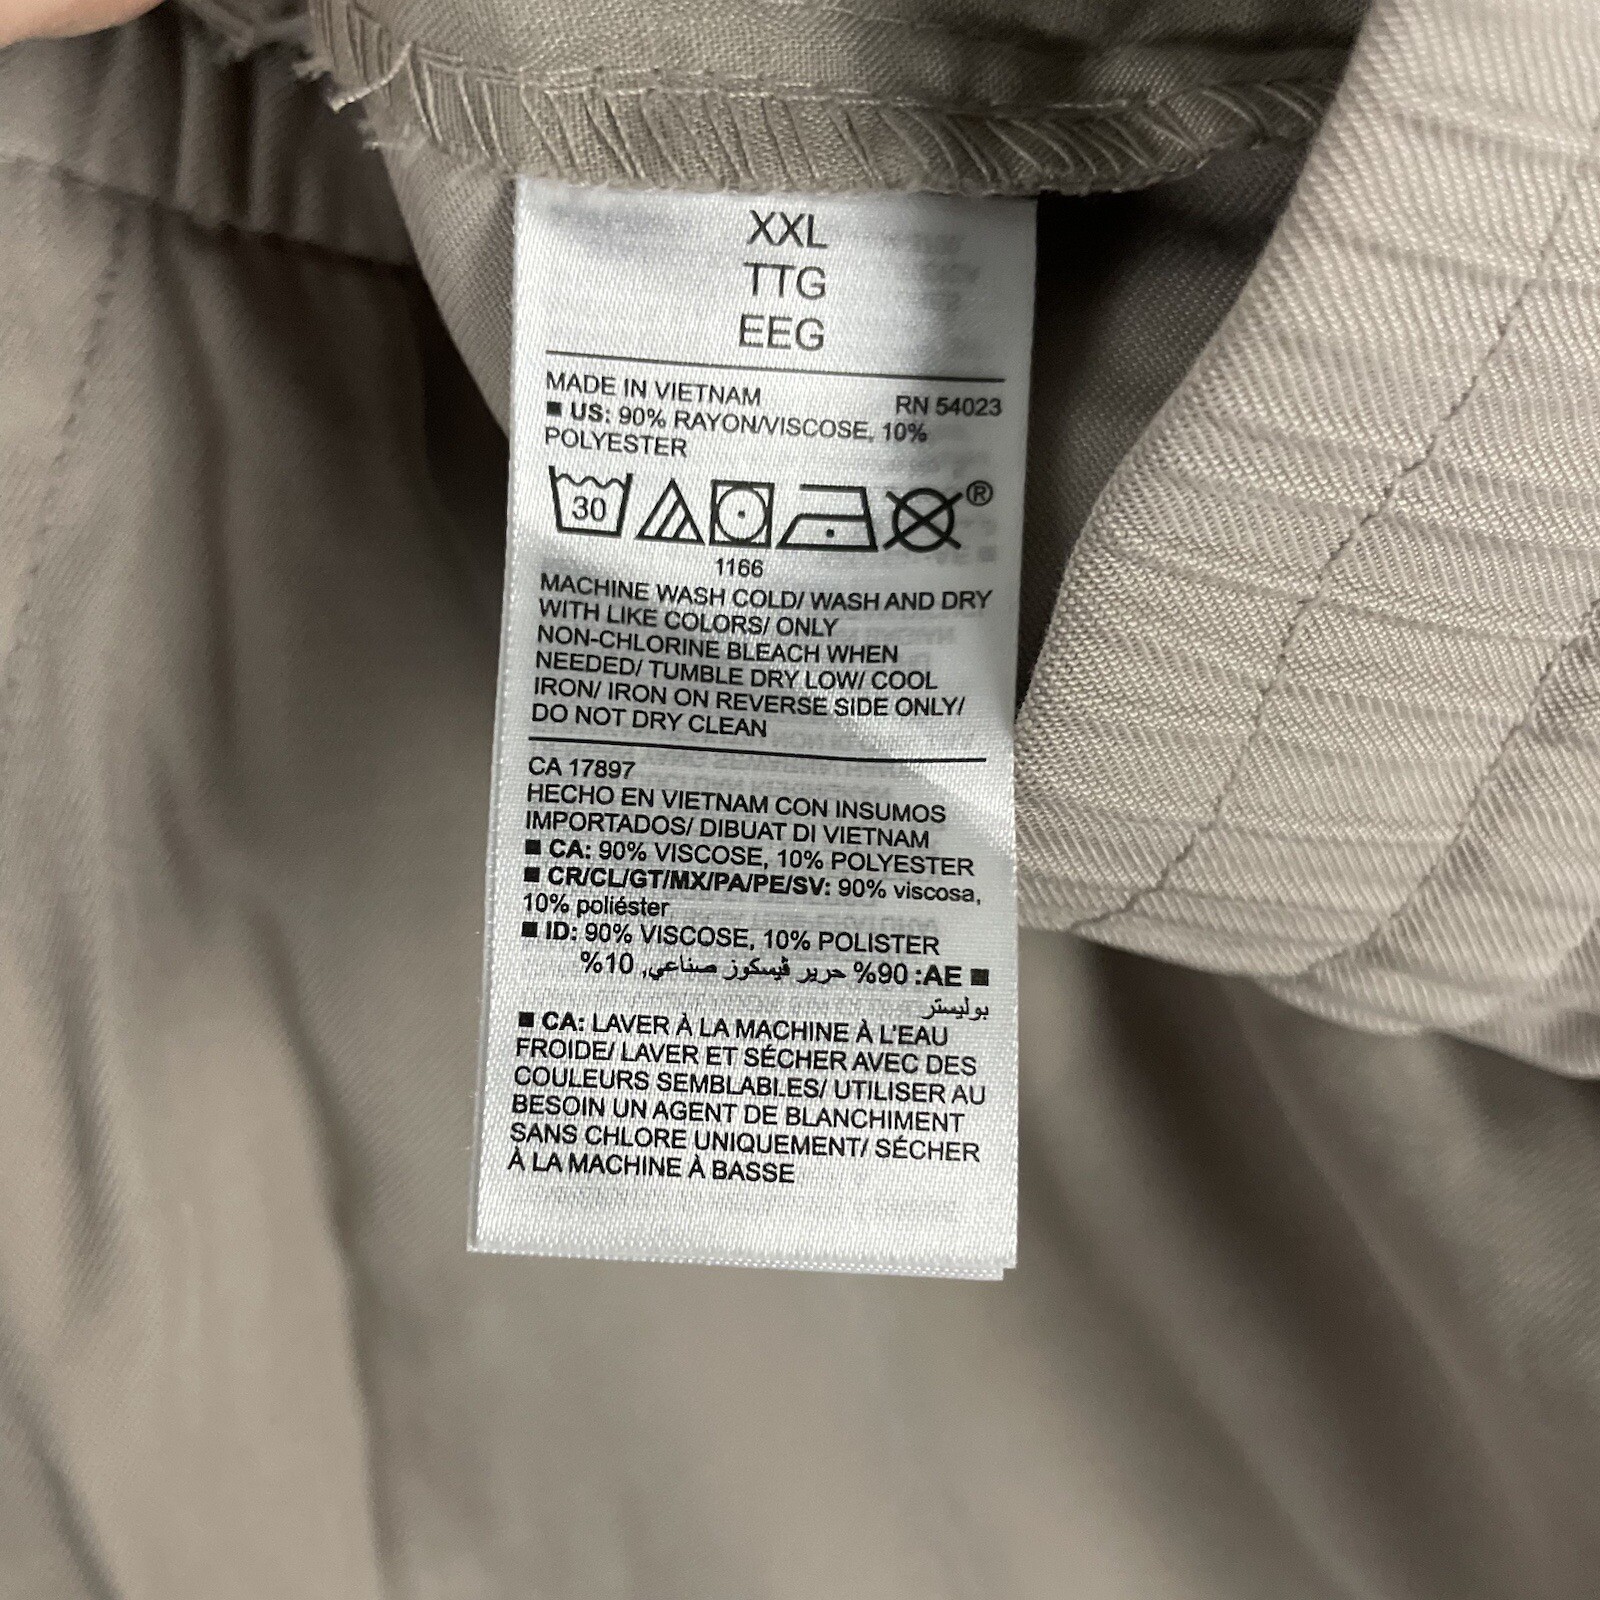 XXL
TTG
EEG
MADE IN VIETNAM
RN 54023
■ US: 90% RAYON/VISCOSE, 10%
POLYESTER
30
®
1166
MACHINE WASH COLD/ WASH AND DRY
WITH LIKE COLORS/ ONLY
NON-CHLORINE BLEACH WHEN
NEEDED/ TUMBLE DRY LOW/ COOL
IRON/ IRON ON REVERSE SIDE ONLY/
DO NOT DRY CLEAN
CA 17897
HECHO EN VIETNAM CON INSUMOS
IMPORTADOS/ DIBUAT DI VIETNAM
■ CA: 90% VISCOSE, 10% POLYESTER
■ CR/CL/GT/MX/PA/PE/SV: 90% viscosa,
10% poliéster
■ ID: 90% VISCOSE, 10% POLISTER
■ AE: 90% حرير ڤيسكوز صناعي, 10%
بوليستر
■ CA: LAVER À LA MACHINE À L'EAU
FROIDE/ LAVER ET SÉCHER AVEC DES
COULEURS SEMBLABLES/ UTILISER AU
BESOIN UN AGENT DE BLANCHIMENT
SANS CHLORE UNIQUEMENT/ SÉCHER
À LA MACHINE À BASSE